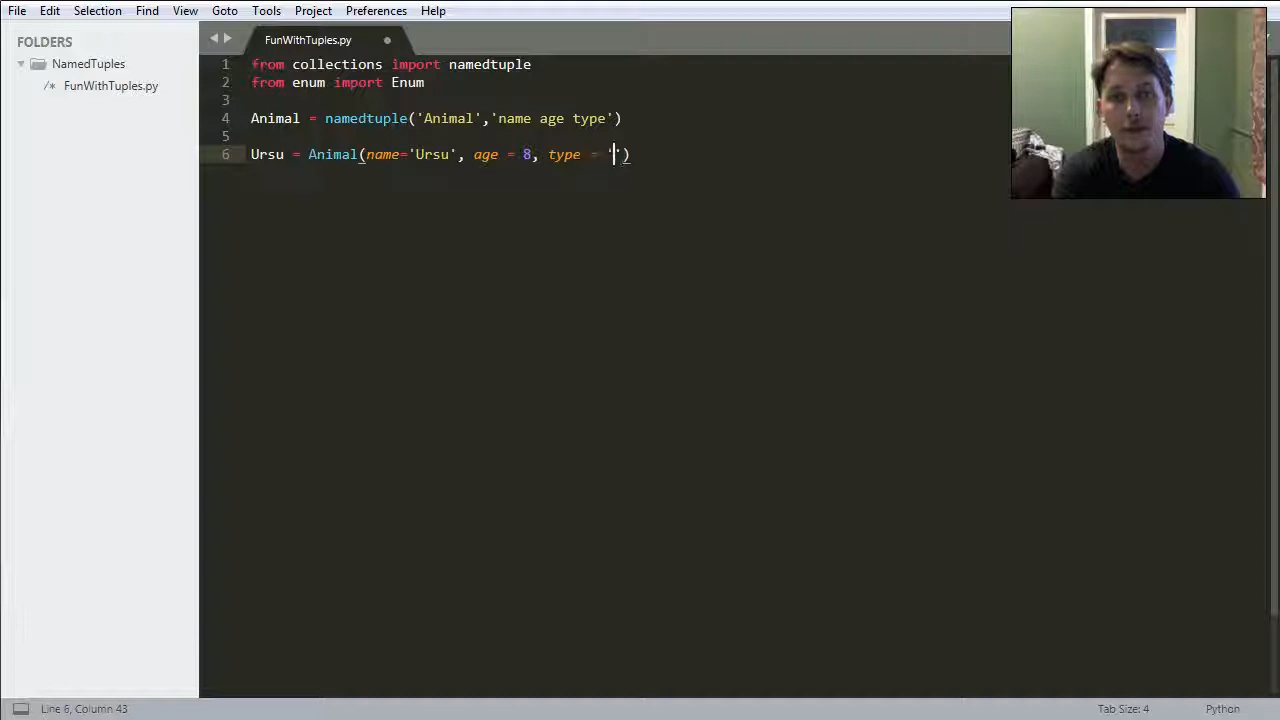 File Edit Selection Find View Goto Tools Project Preferences Help
FOLDERS
NamedTuples
/* FunWithTuples.py
FunWithTuples.py
1 from collections import namedtuple
2 from enum import Enum
3
4 Animal = namedtuple('Animal','name age type')
5
6 Ursu = Animal(name='Ursu', age = 8, type = '')
Line 6, Column 43
Tab Size: 4
Python